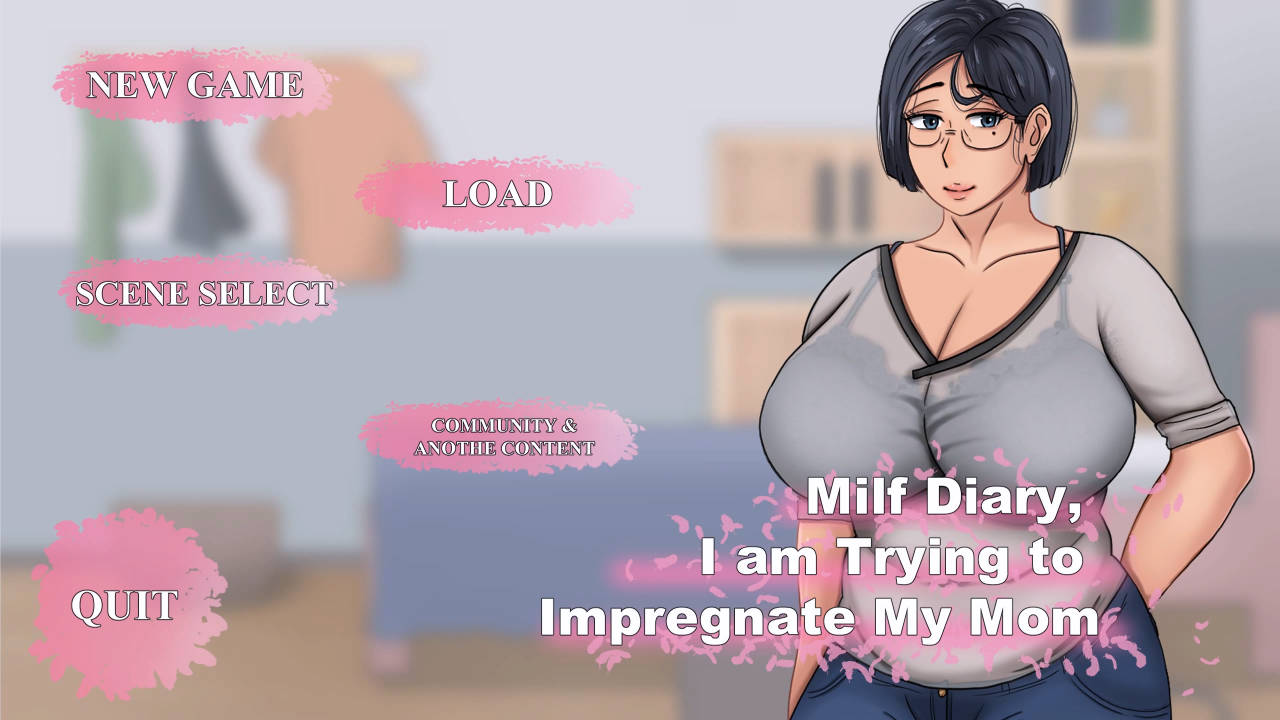 NEW GAME
LOAD
SCENE SELECT
COMMUNITY &
ANOTHE CONTENT
QUIT
Milf Diary,
I am Trying to
Impregnate My Mom